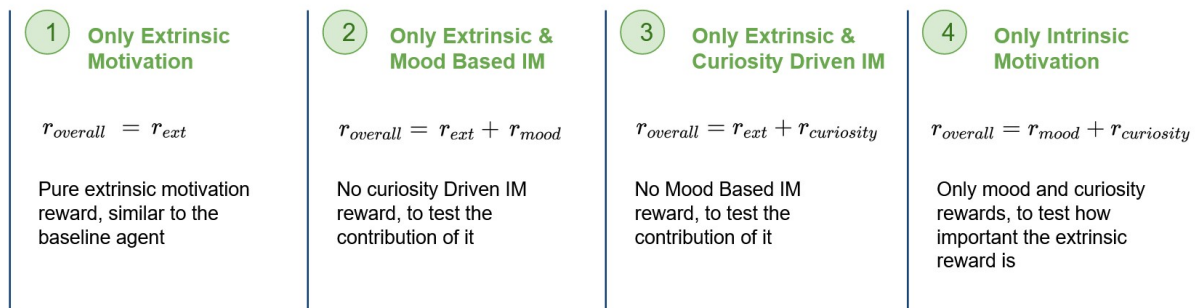 1
Only Extrinsic
Motivation
r_overall = r_ext
Pure extrinsic motivation
reward, similar to the
baseline agent
2
Only Extrinsic &
Mood Based IM
r_overall = r_ext + r_mood
No curiosity Driven IM
reward, to test the
contribution of it
3
Only Extrinsic &
Curiosity Driven IM
r_overall = r_ext + r_curiosity
No Mood Based IM
reward, to test the
contribution of it
4
Only Intrinsic
Motivation
r_overall = r_mood + r_curiosity
Only mood and curiosity
rewards, to test how
important the extrinsic
reward is